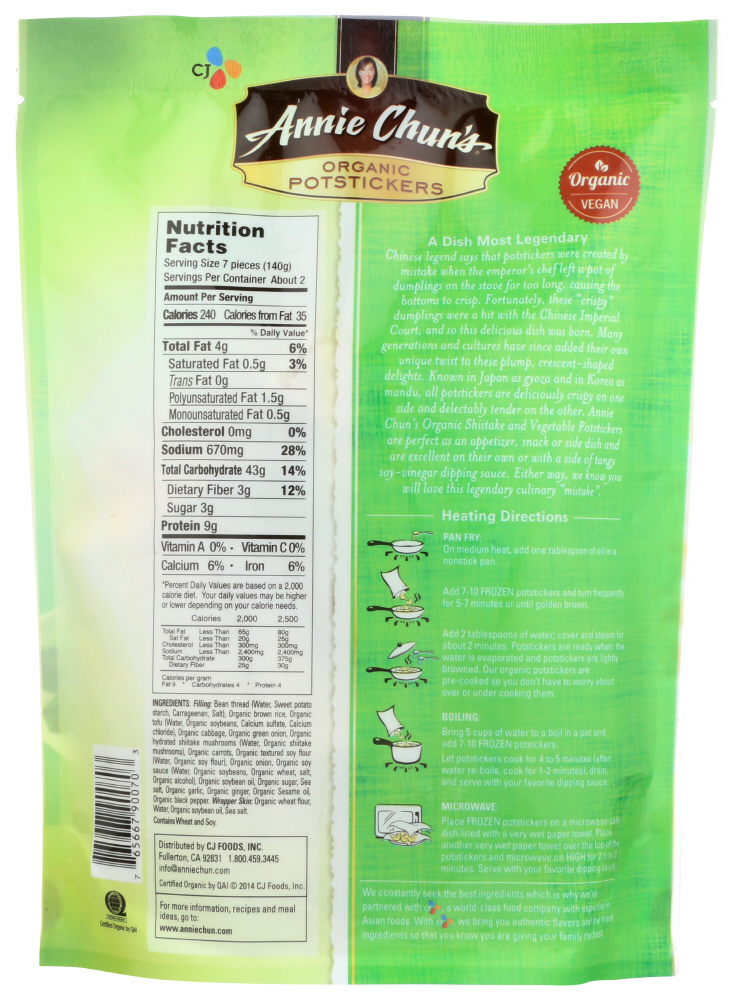 CJ
Annie Chun's
ORGANIC
POTSTICKERS
Organic
VEGAN
Nutrition
Facts
Serving Size 7 pieces (140g)
Servings Per Container About 2
Amount Per Serving
Calories 240 Calories from Fat 35
% Daily Value*
Total Fat 4g 6%
Saturated Fat 0.5g 3%
Trans Fat 0g
Polyunsaturated Fat 1.5g
Monounsaturated Fat 0.5g
Cholesterol 0mg 0%
Sodium 670mg 28%
Total Carbohydrate 43g 14%
Dietary Fiber 3g 12%
Sugar 3g
Protein 9g
Vitamin A 0% • Vitamin C 0%
Calcium 6% • Iron 6%
*Percent Daily Values are based on a 2,000
calorie diet. Your daily values may be higher
or lower depending on your calorie needs.
Calories 2,000 2,500
Total Fat Less Than 65g 80g
Sat Fat Less Than 20g 25g
Cholesterol Less Than 300mg 300mg
Sodium Less Than 2,400mg 2,400mg
Total Carbohydrate 300g 375g
Dietary Fiber 25g 30g
Calories per gram
Fat 9 * Carbohydrates 4 * Protein 4
INGREDIENTS: Filling: Bean thread (Water, Sweet potato
starch, Carrageenan, Salt), Organic brown rice, Organic
tofu (Water, Organic soybeans, Calcium sulfate, Calcium
chloride), Organic cabbage, Organic green onion, Organic
hydrated shiitake mushrooms (Water, Organic shiitake
mushrooms), Organic carrots, Organic textured soy flour
(Water, Organic soy flour), Organic onion, Organic soy
sauce (Water, Organic soybeans, Organic wheat, salt,
Organic alcohol), Organic soybean oil, Organic sugar, Sea
salt, Organic garlic, Organic ginger, Organic Sesame oil,
Organic black pepper. Wrapper Skin: Organic wheat flour,
Water, Organic soybean oil, Sea salt.
Contains Wheat and Soy.
Distributed by CJ FOODS, INC.
Fullerton, CA 92831 1.800.459.3445
info@anniechun.com
Certified Organic by QAI © 2014 CJ Foods, Inc.
For more information, recipes and meal
ideas, go to:
www.anniechun.com
7 65667 90070 3
Certified Organic by QAI
A Dish Most Legendary
Chinese legend says that potstickers were created by
mistake when the emperor's chef left a pot of
dumplings on the stove for too long, causing the
bottoms to crisp. Fortunately, these "crispy"
dumplings were a hit with the Chinese Imperial
Court, and so this delicious dish was born. Many
generations and cultures have since added their own
unique twist to these plump, crescent-shaped
delights. Known in Japan as gyoza and in Korea as
mandu, all potstickers are deliciously crispy on one
side and delectably tender on the other. Annie
Chun's Organic Shiitake and Vegetable Potstickers
are perfect as an appetizer, snack or side dish and
are excellent on their own or with a side of tangy
soy-vinegar dipping sauce. Either way, we know you
will love this legendary culinary "mistake".
Heating Directions
PAN FRY:
On medium heat, add one tablespoon of oil in a
nonstick pan.
Add 7-10 FROZEN potstickers and turn frequently
for 5-7 minutes or until golden brown.
Add 2 tablespoons of water; cover and steam for
about 2 minutes. Potstickers are ready when the
water is evaporated and potstickers are lightly
browned. Our organic potstickers are
pre-cooked so you don't have to worry about
over or under cooking them.
BOILING:
Bring 5 cups of water to a boil in a pot and
add 7-10 FROZEN potstickers.
Let potstickers cook for 4 to 5 minutes (after
water re-boils, cook for 1-2 minutes), drain,
and serve with your favorite dipping sauce.
MICROWAVE:
Place FROZEN potstickers on a microwave safe
dish lined with a very wet paper towel. Place
another very wet paper towel over the top of the
potstickers and microwave on HIGH for 2 ½ to
minutes. Serve with your favorite dipping sauce.
We constantly seek the best ingredients which is why we've
partnered with CJ, a world-class food company with expertise in
Asian foods. With CJ, we bring you authentic flavors and the finest
ingredients so that you know you are giving your family the best.